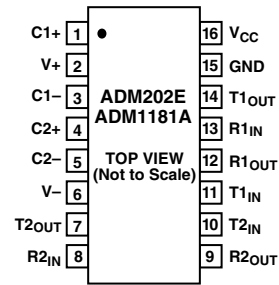 C1+ 1 16 VCC
V+ 2 15 GND
C1– 3 ADM202E 14 T1OUT
C2+ 4 ADM1181A 13 R1IN
C2– 5 TOP VIEW 12 R1OUT
V– 6 (Not to Scale) 11 T1IN
T2OUT 7 10 T2IN
R2IN 8 9 R2OUT